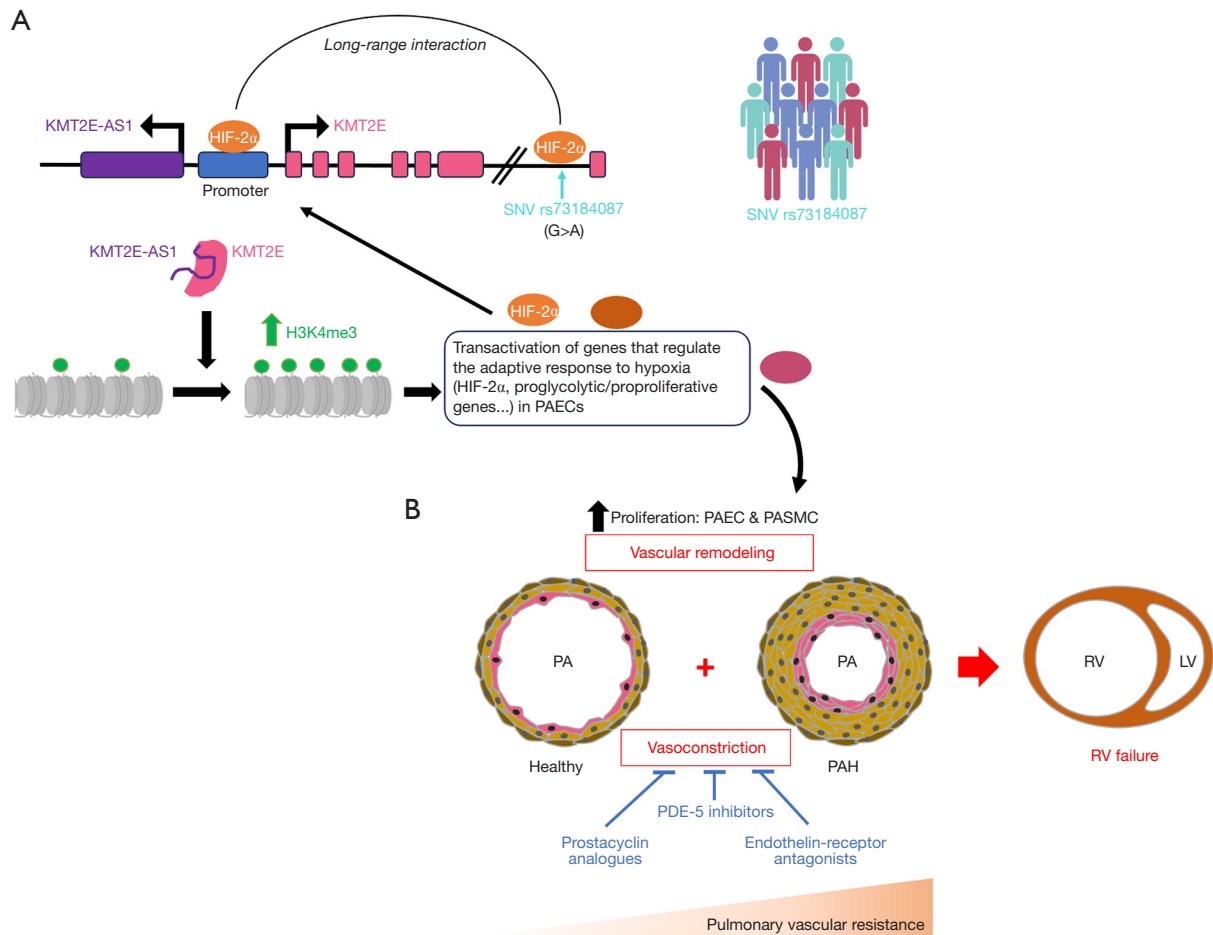 A
Long-range interaction
KMT2E-AS1
HIF-2α
KMT2E
HIF-2α
Promoter
SNV rs73184087
(G>A)
SNV rs73184087
KMT2E-AS1
KMT2E
H3K4me3
HIF-2α
Transactivation of genes that regulate
the adaptive response to hypoxia
(HIF-2α, proglycolytic/proproliferative
genes...) in PAECs
B
Proliferation: PAEC & PASMC
Vascular remodeling
PA
+
PA
RV
LV
Healthy
Vasoconstriction
PAH
RV failure
PDE-5 inhibitors
Prostacyclin
analogues
Endothelin-receptor
antagonists
Pulmonary vascular resistance